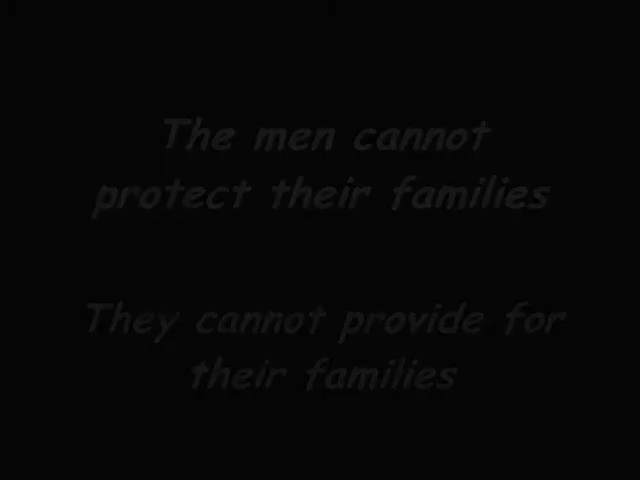 The men cannot
protect their families
They cannot provide for
their families